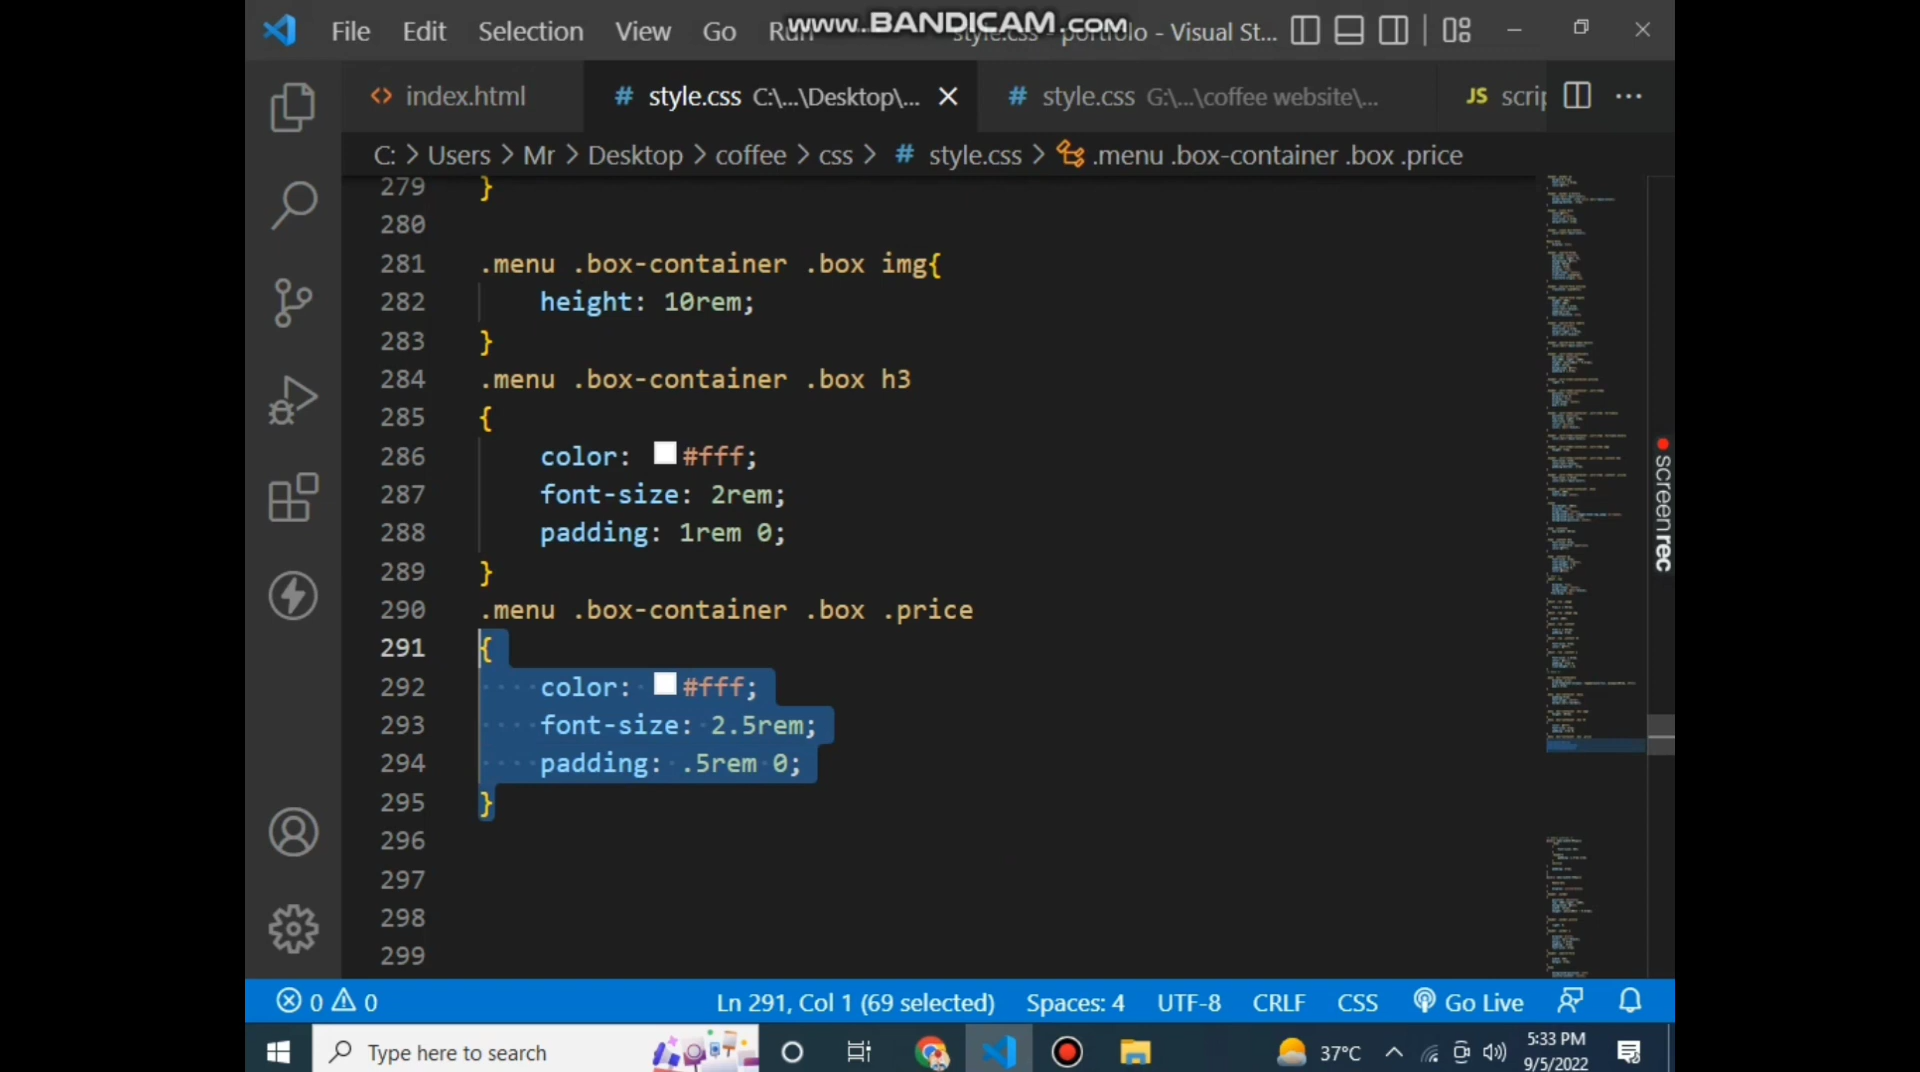 File Edit Selection View Go Run style.css - portfolio - Visual St...
www.BANDICAM.com
index.html # style.css C:\...\Desktop\... # style.css G:\...\coffee website\... JS scrip
C: > Users > Mr > Desktop > coffee > css > # style.css > .menu .box-container .box .price
279 }
280
281 .menu .box-container .box img{
282 height: 10rem;
283 }
284 .menu .box-container .box h3
285 {
286 color: #fff;
287 font-size: 2rem;
288 padding: 1rem 0;
289 }
290 .menu .box-container .box .price
291 {
292 color: #fff;
293 font-size: 2.5rem;
294 padding: .5rem 0;
295 }
296
297
298
299
screenrec
0 0 Ln 291, Col 1 (69 selected) Spaces: 4 UTF-8 CRLF CSS Go Live
Type here to search 37°C 5:33 PM
9/5/2022